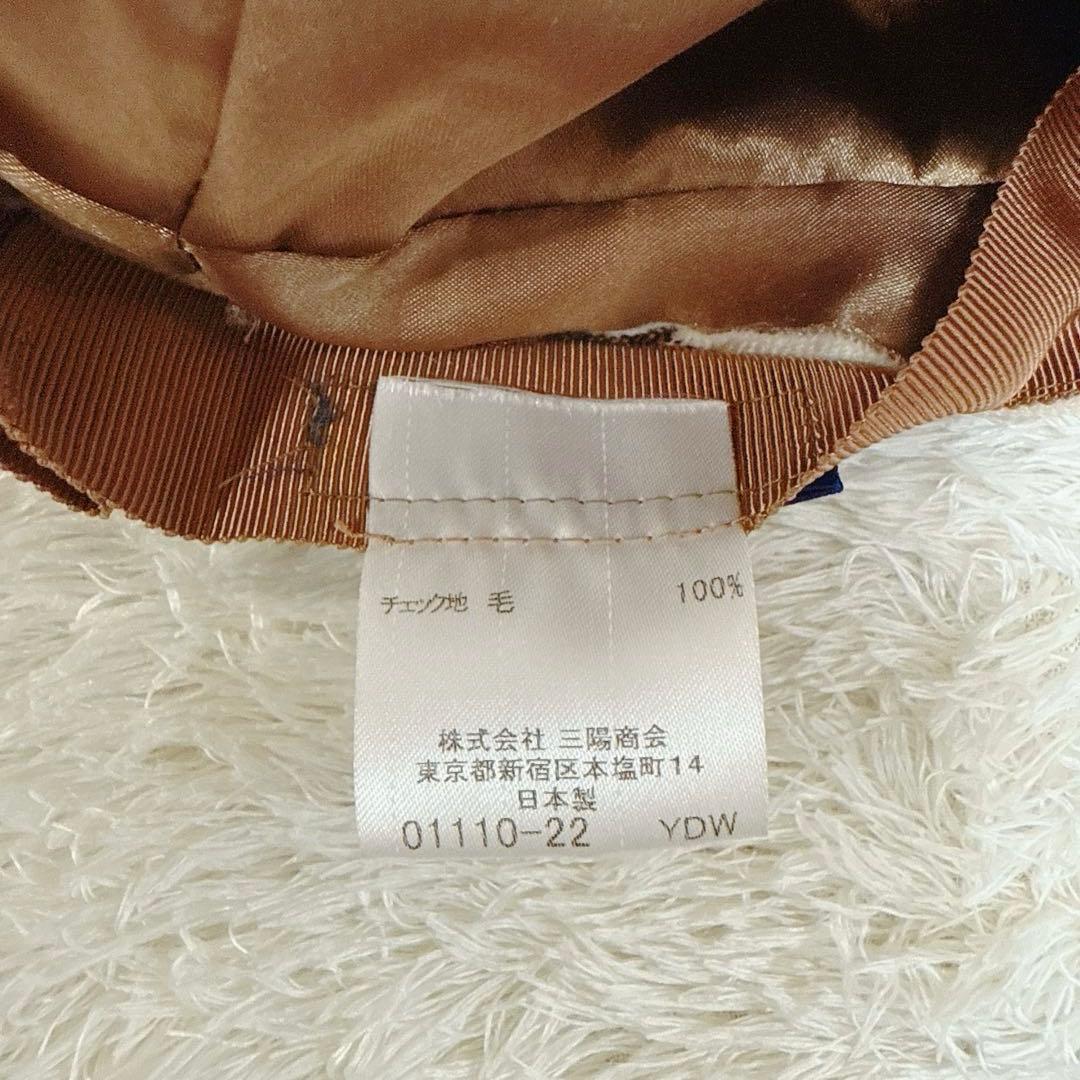 チェック地 毛 100%
株式会社 三陽商会
東京都新宿区本塩町14
日本製
01110-22 YDW